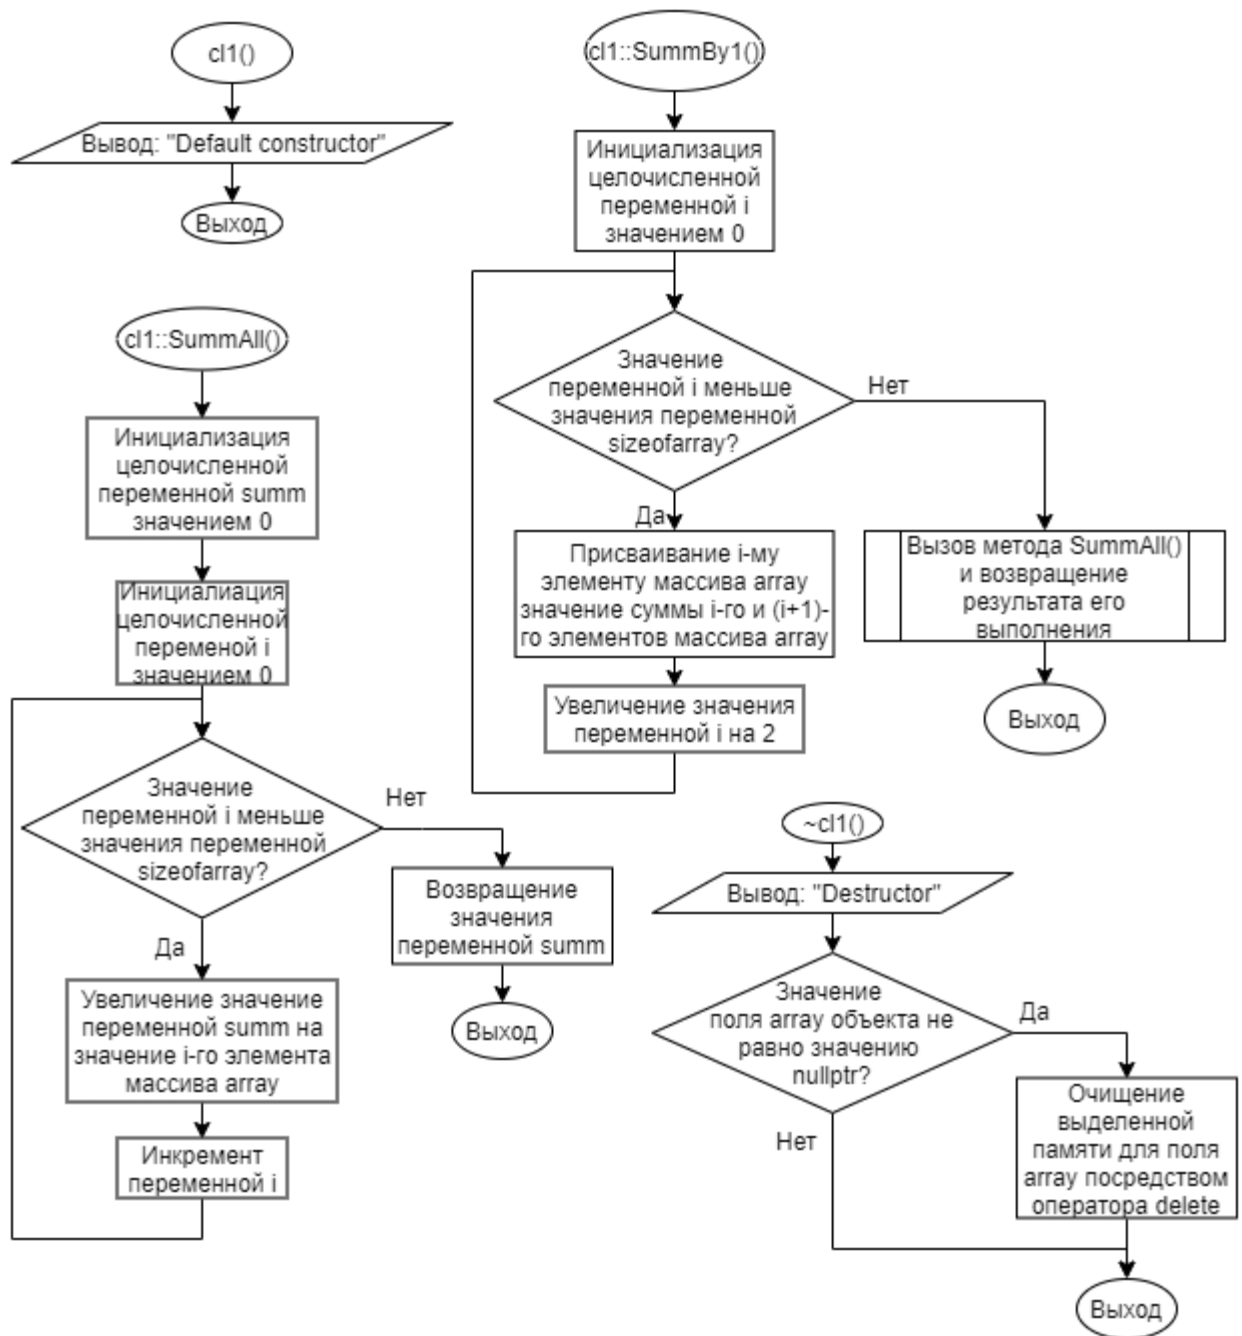 cl1()
Вывод: "Default constructor"
Выход
cl1::SummAll()
Инициализация
целочисленной
переменной summ
значением 0
Инициалиация
целочисленной
переменой i
значением 0
Значение
переменной i меньше
значения переменной
sizeofarray?
Нет
Возвращение
значения
переменной summ
Выход
Да
Увеличение значение
переменной summ на
значение i-го элемента
массива array
Инкремент
переменной i
cl1::SummBy1()
Инициализация
целочисленной
переменной i
значением 0
Значение
переменной i меньше
значения переменной
sizeofarray?
Нет
Да
Присваивание i-му
элементу массива array
значение суммы i-го и (i+1)-
го элементов массива array
Увеличение значения
переменной i на 2
Вызов метода SummAll()
и возвращение
результата его
выполнения
Выход
~cl1()
Вывод: "Destructor"
Значение
поля array объекта не
равно значению
nullptr?
Да
Нет
Очищение
выделенной
памяти для поля
array посредством
оператора delete
Выход